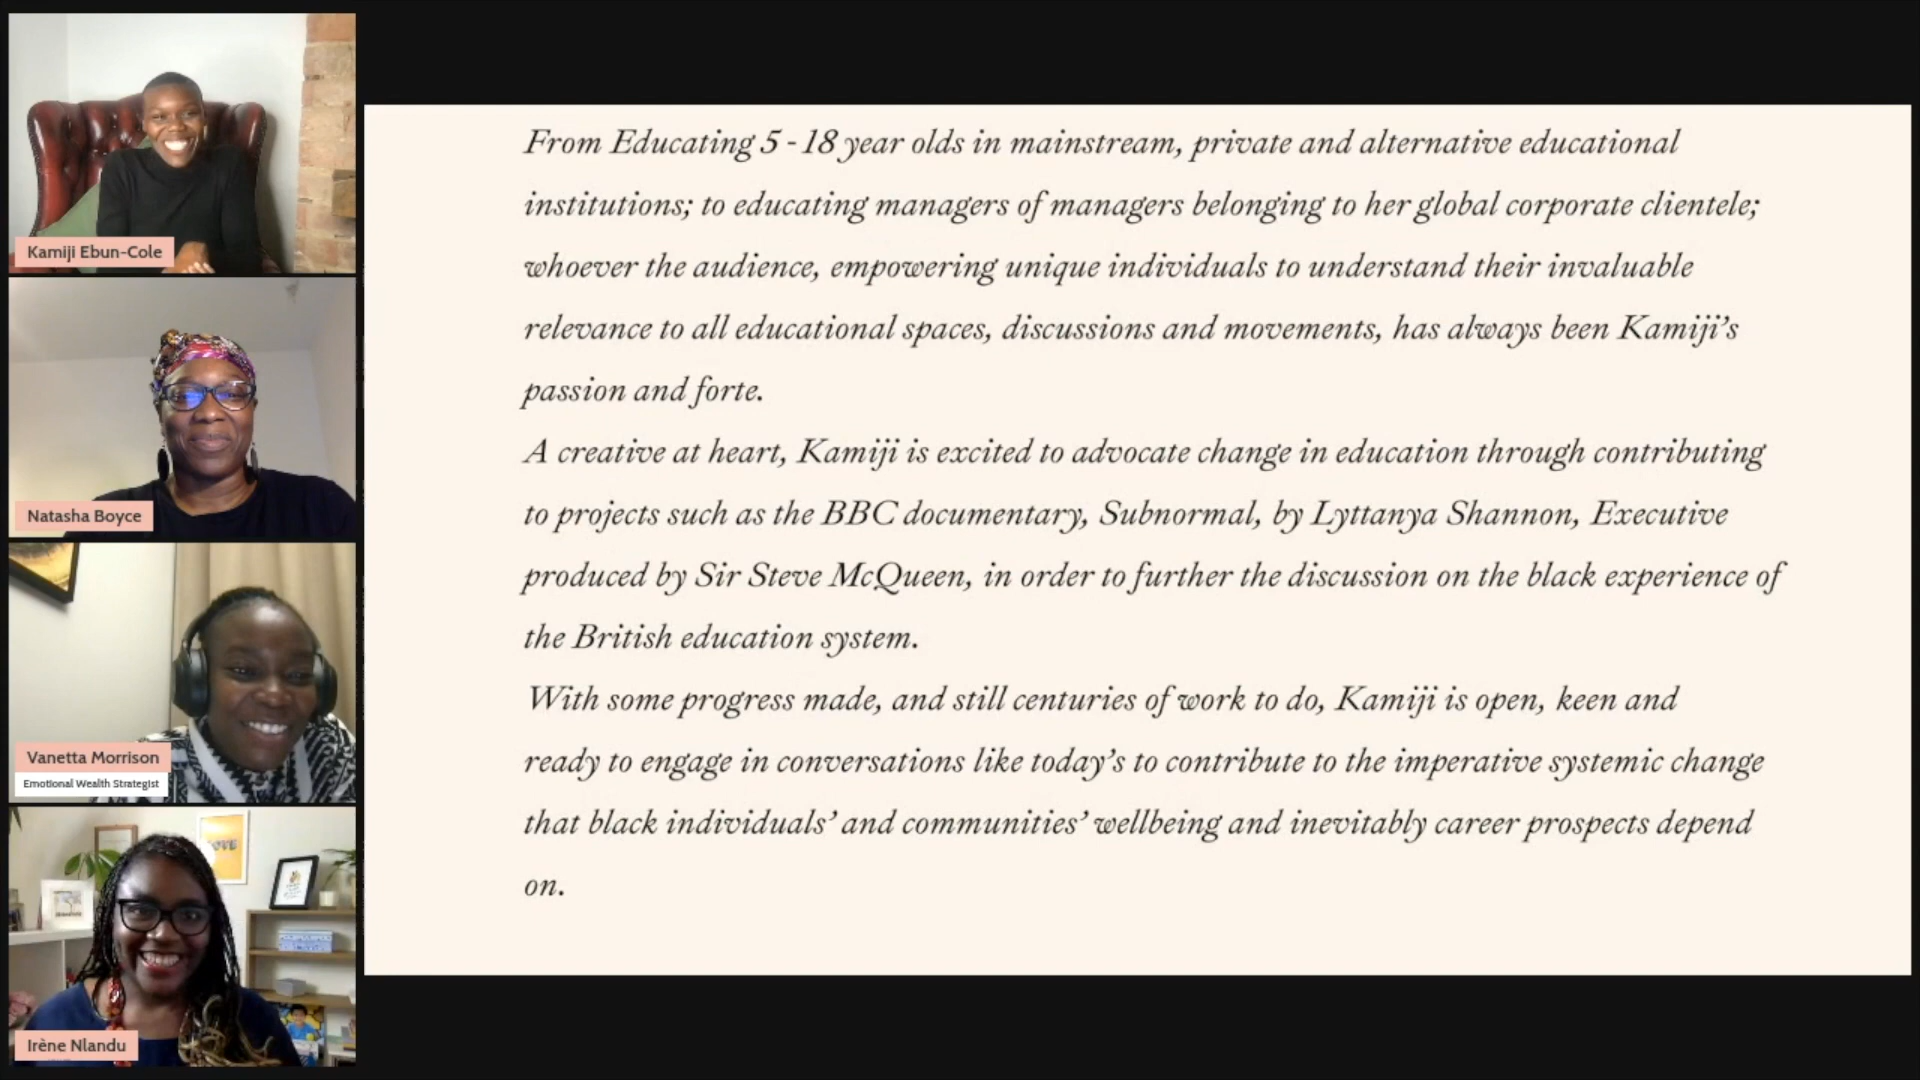 Kamiji Ebun-Cole
Natasha Boyce
Vanetta Morrison
Emotional Wealth Strategist
Irène Nlandu
From Educating 5 - 18 year olds in mainstream, private and alternative educational
institutions; to educating managers of managers belonging to her global corporate clientele;
whoever the audience, empowering unique individuals to understand their invaluable
relevance to all educational spaces, discussions and movements, has always been Kamiji’s
passion and forte.
A creative at heart, Kamiji is excited to advocate change in education through contributing
to projects such as the BBC documentary, Subnormal, by Lyttanya Shannon, Executive
produced by Sir Steve McQueen, in order to further the discussion on the black experience of
the British education system.
With some progress made, and still centuries of work to do, Kamiji is open, keen and
ready to engage in conversations like today’s to contribute to the imperative systemic change
that black individuals’ and communities’ wellbeing and inevitably career prospects depend
on.